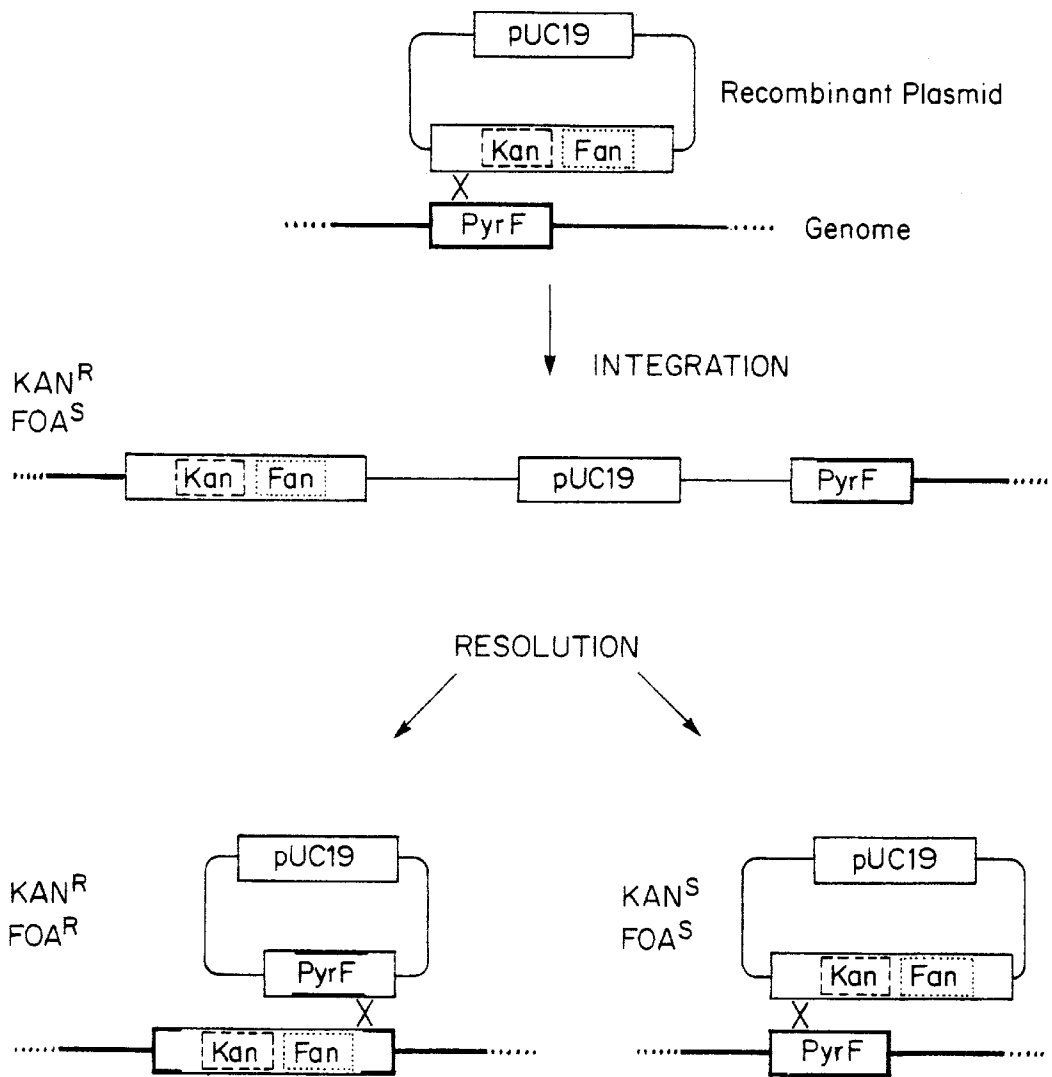 pUC19
Recombinant Plasmid
Kan Fan
X
PyrF
Genome
INTEGRATION
KAN^R
FOA^S
Kan Fan pUC19 PyrF
RESOLUTION
pUC19 pUC19
KAN^R KAN^S
FOA^R FOA^S
PyrF Kan Fan
X X
Kan Fan PyrF